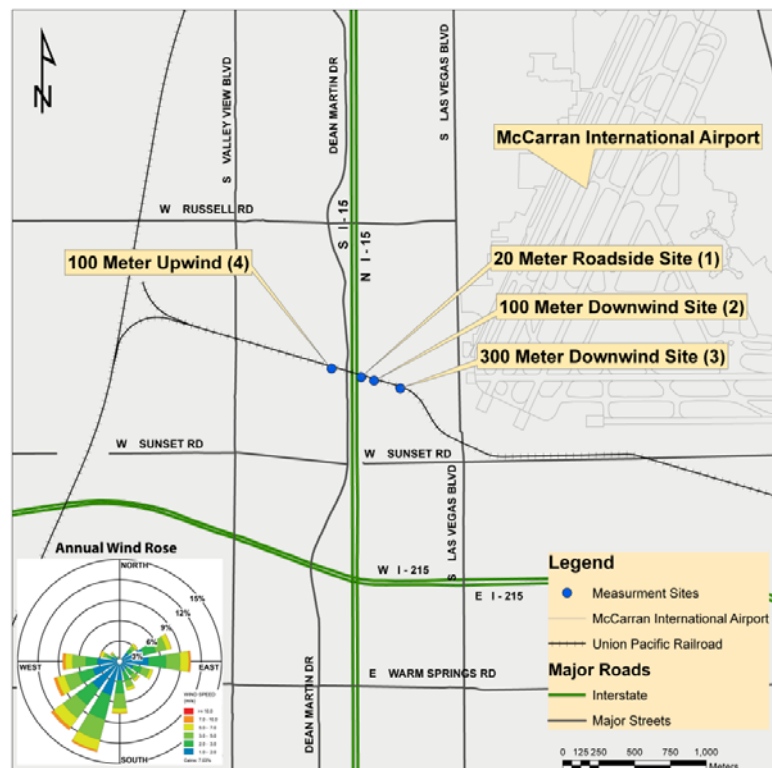 N
S VALLEY VIEW BLVD
DEAN MARTIN DR
S LAS VEGAS BLVD
McCarran International Airport
W RUSSELL RD
S I - 15
N I - 15
100 Meter Upwind (4)
20 Meter Roadside Site (1)
100 Meter Downwind Site (2)
300 Meter Downwind Site (3)
W SUNSET RD
W SUNSET RD
S LAS VEGAS BLVD
W I - 215
E I - 215
DEAN MARTIN DR
E WARM SPRINGS RD
Annual Wind Rose
NORTH
15%
12%
9%
6%
3%
WEST
EAST
SOUTH
WIND SPEED
(m/s)
Legend
Measurment Sites
McCarran International Airport
Union Pacific Railroad
Major Roads
Interstate
Major Streets
0 125 250 500 750 1,000
Meters